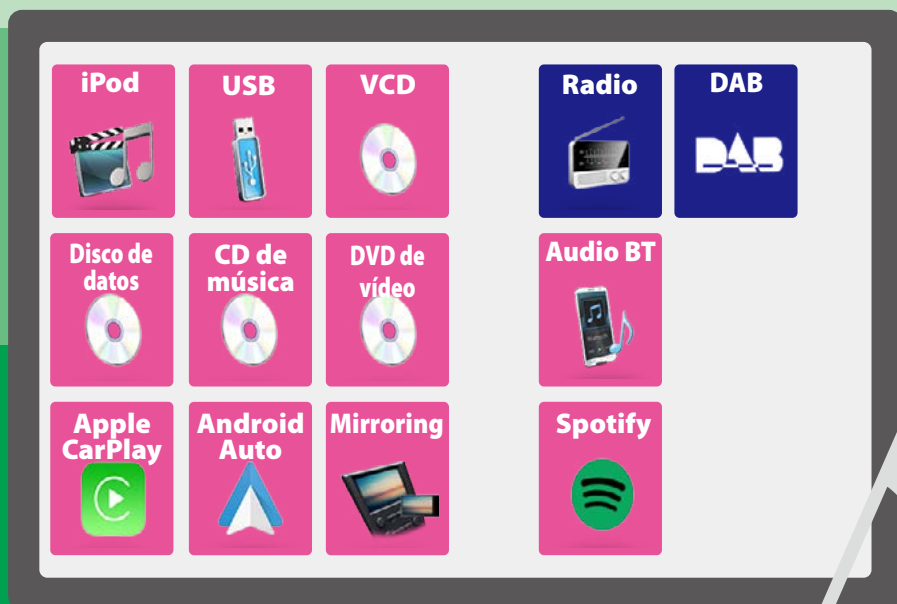 iPod
USB
VCD
Radio
DAB
DAB
Disco de
datos
CD de
música
DVD de
vídeo
Audio BT
Apple
CarPlay
Android
Auto
Mirroring
Spotify